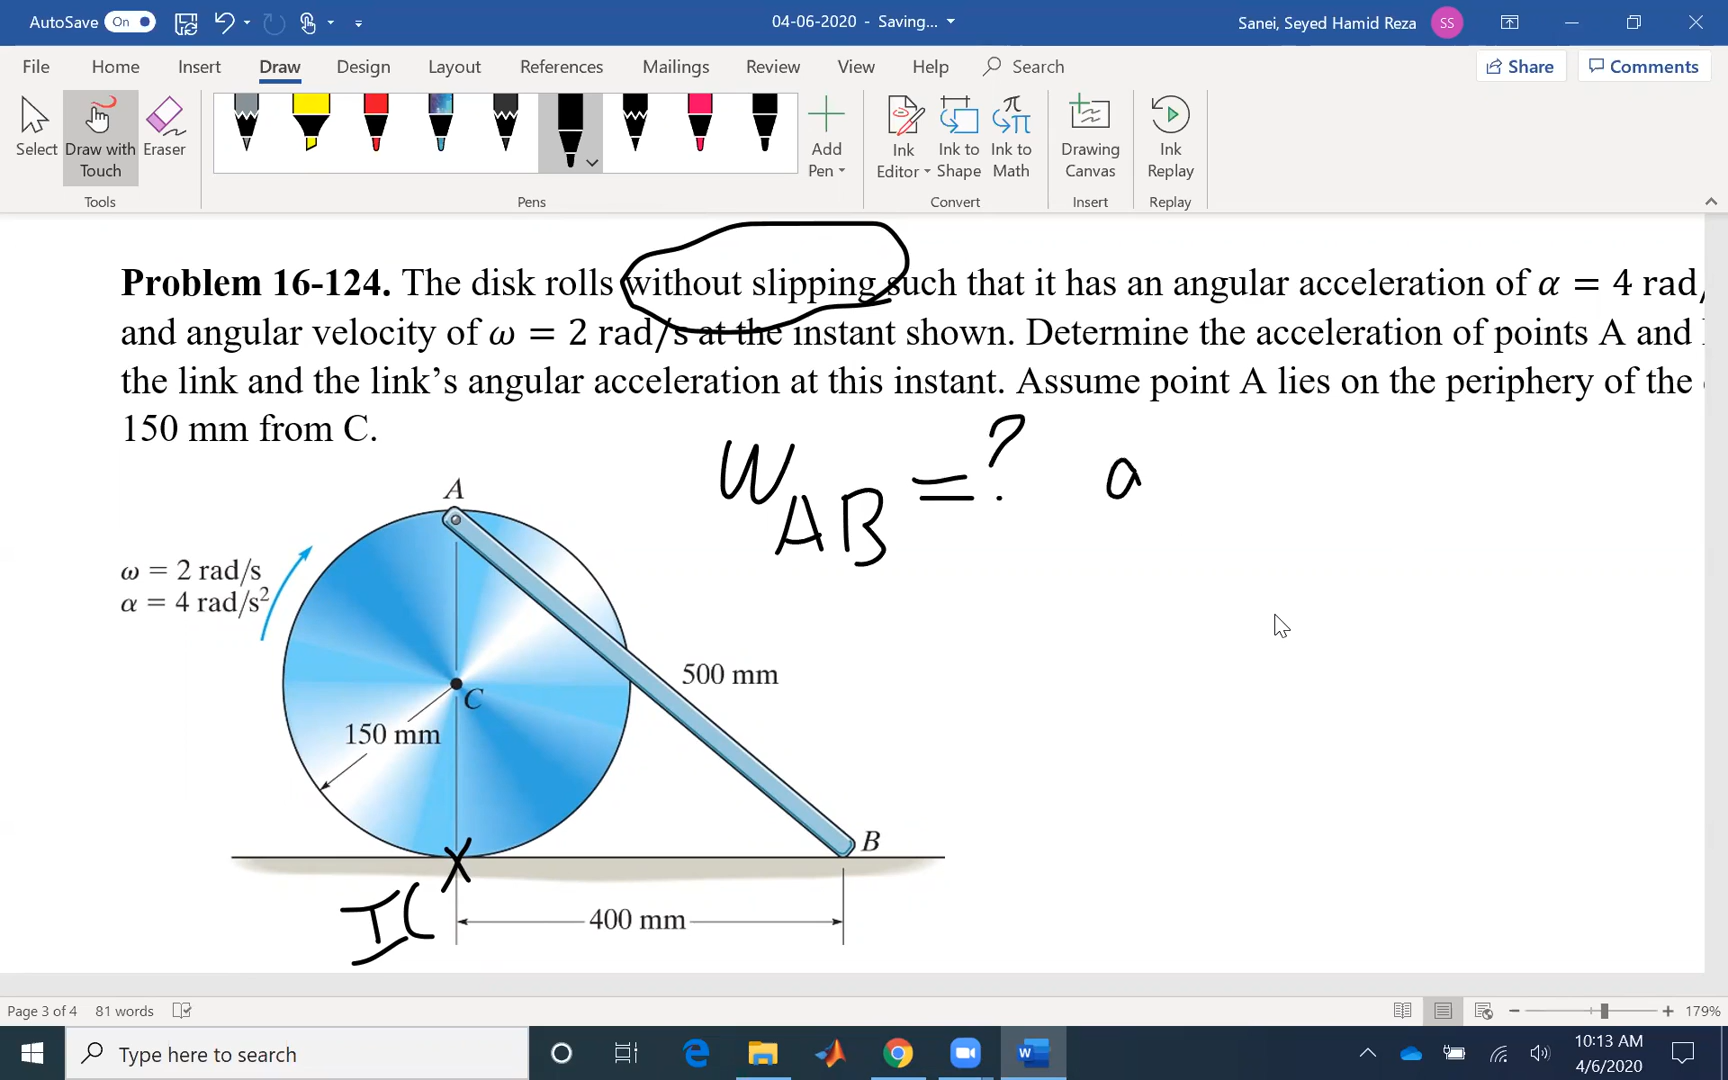 AutoSave On 04-06-2020 - Saving... Sanei, Seyed Hamid Reza SS
File Home Insert Draw Design Layout References Mailings Review View Help Search Share Comments
Select Draw with Touch Eraser Add Pen Ink Editor Ink to Shape Ink to Math Drawing Canvas Ink Replay
Tools Pens Convert Insert Replay
Problem 16-124. The disk rolls without slipping such that it has an angular acceleration of α = 4 rad/
and angular velocity of ω = 2 rad/s at the instant shown. Determine the acceleration of points A and
the link and the link's angular acceleration at this instant. Assume point A lies on the periphery of the
150 mm from C.
W AB = ? a
A
ω = 2 rad/s
α = 4 rad/s²
500 mm
C
150 mm
B
IC
400 mm
Page 3 of 4 81 words 179%
Type here to search
10:13 AM
4/6/2020